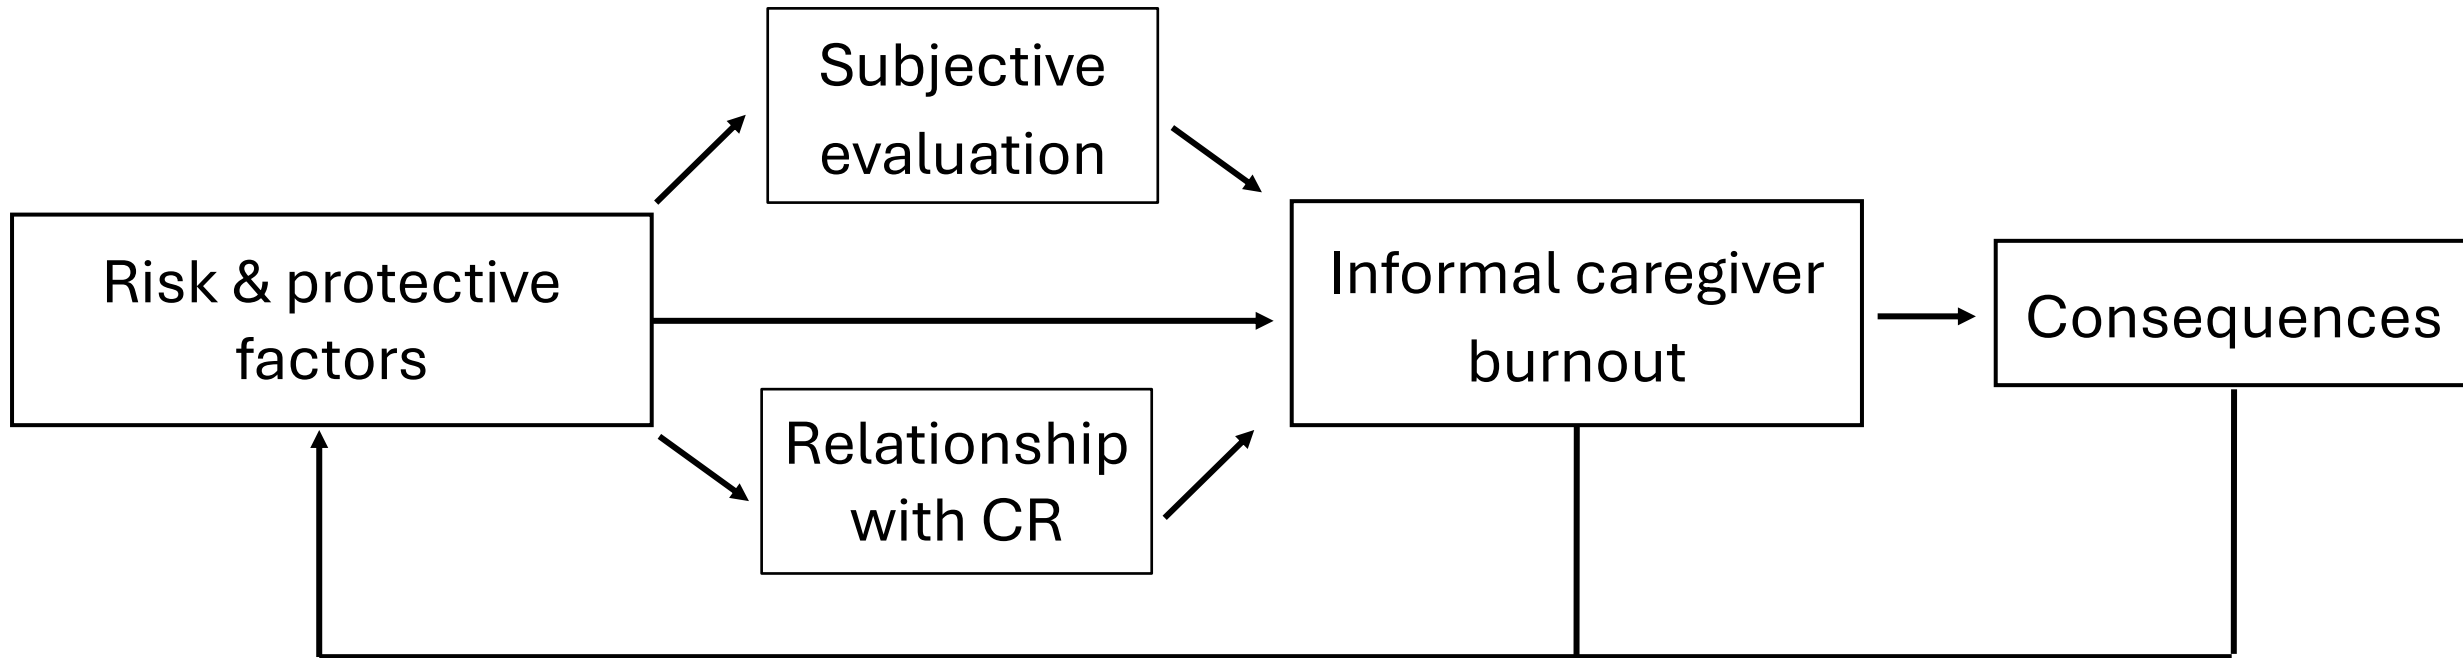 Subjective
evaluation
Risk & protective
factors
Informal caregiver
burnout
Consequences
Relationship
with CR